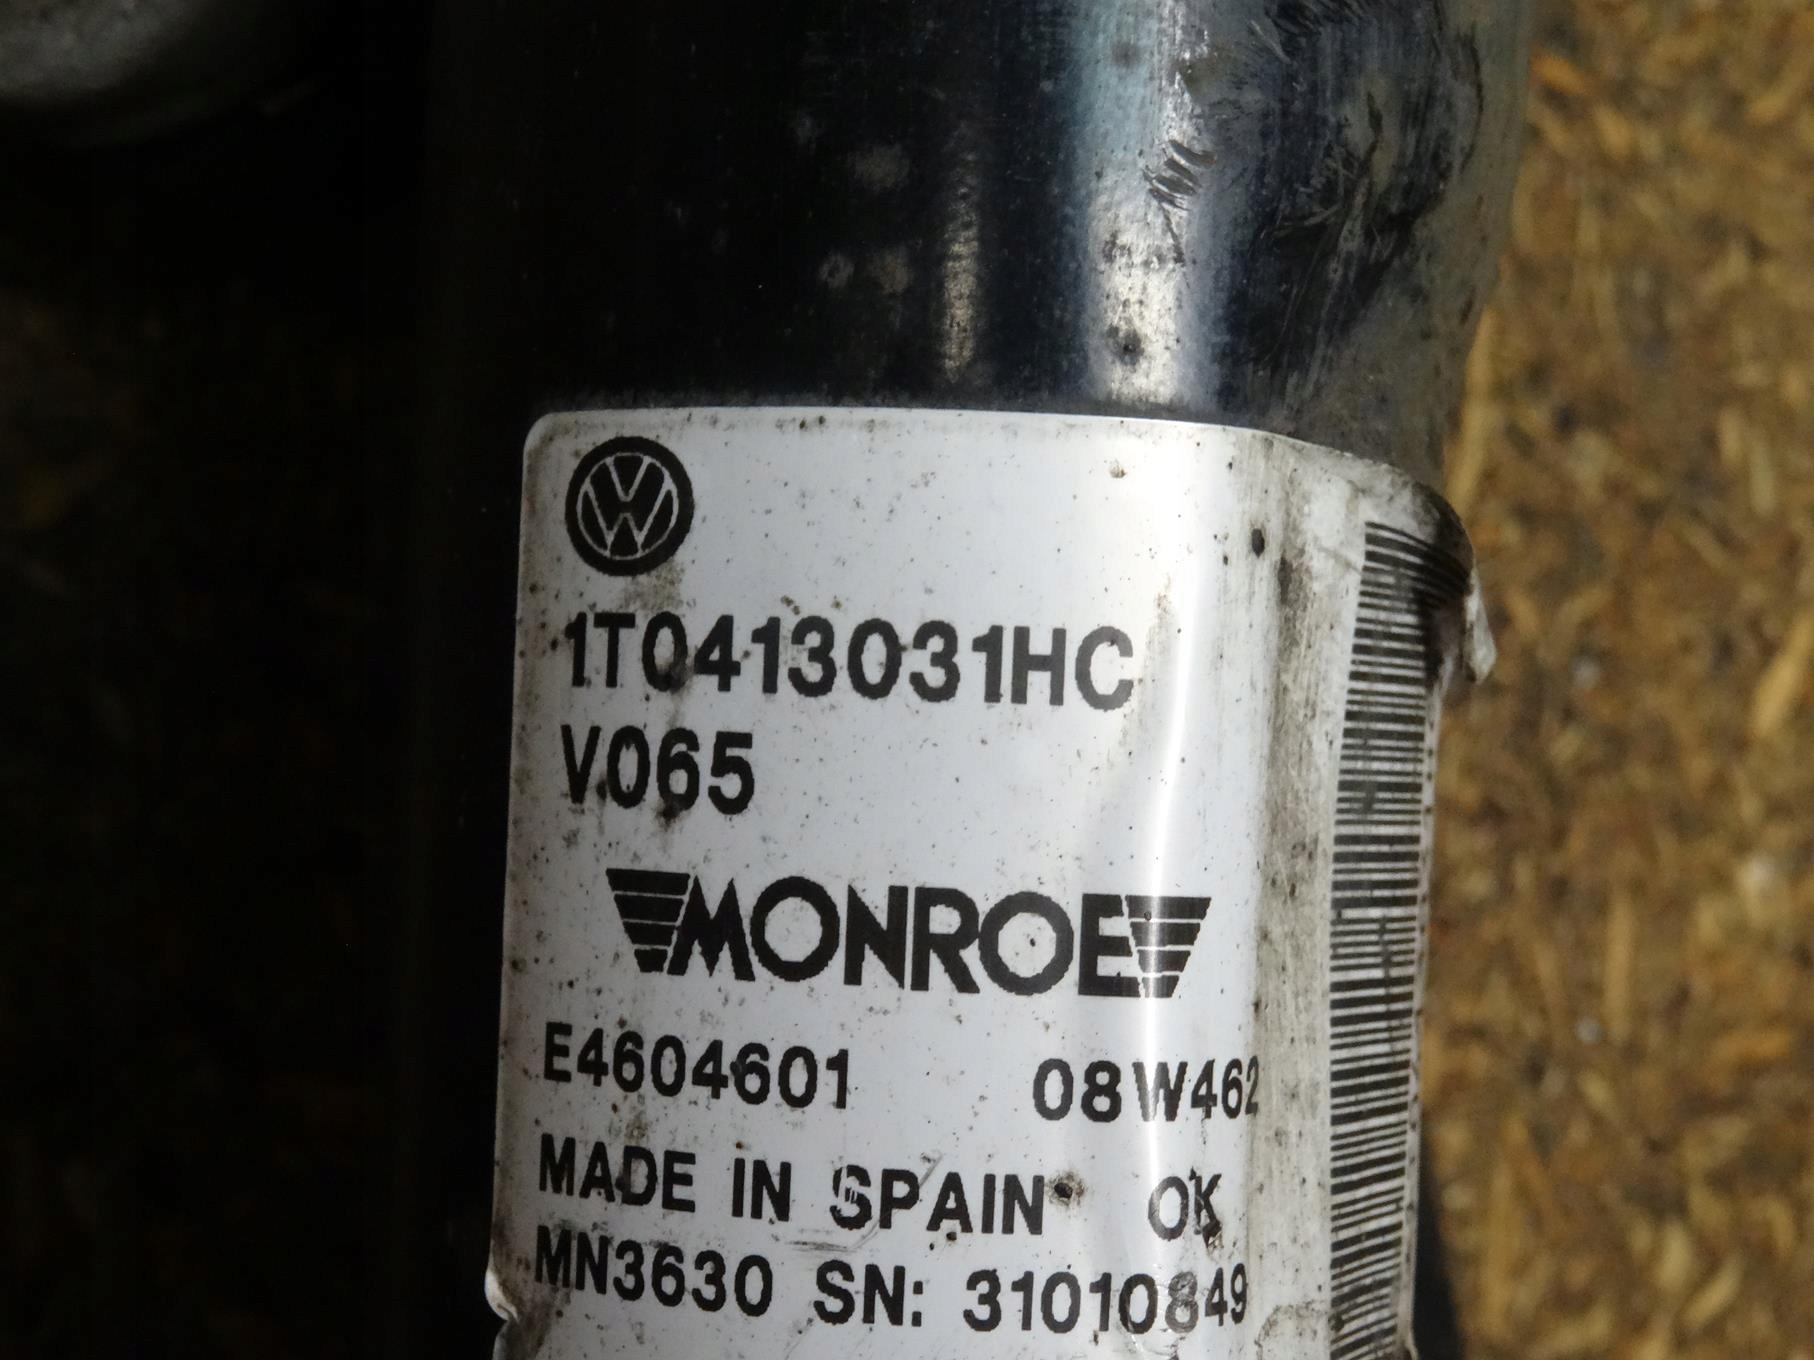 1T0413031HC
V065
MONROE
E4604601 08W462
MADE IN SPAIN OK
MN3630 SN: 31010849